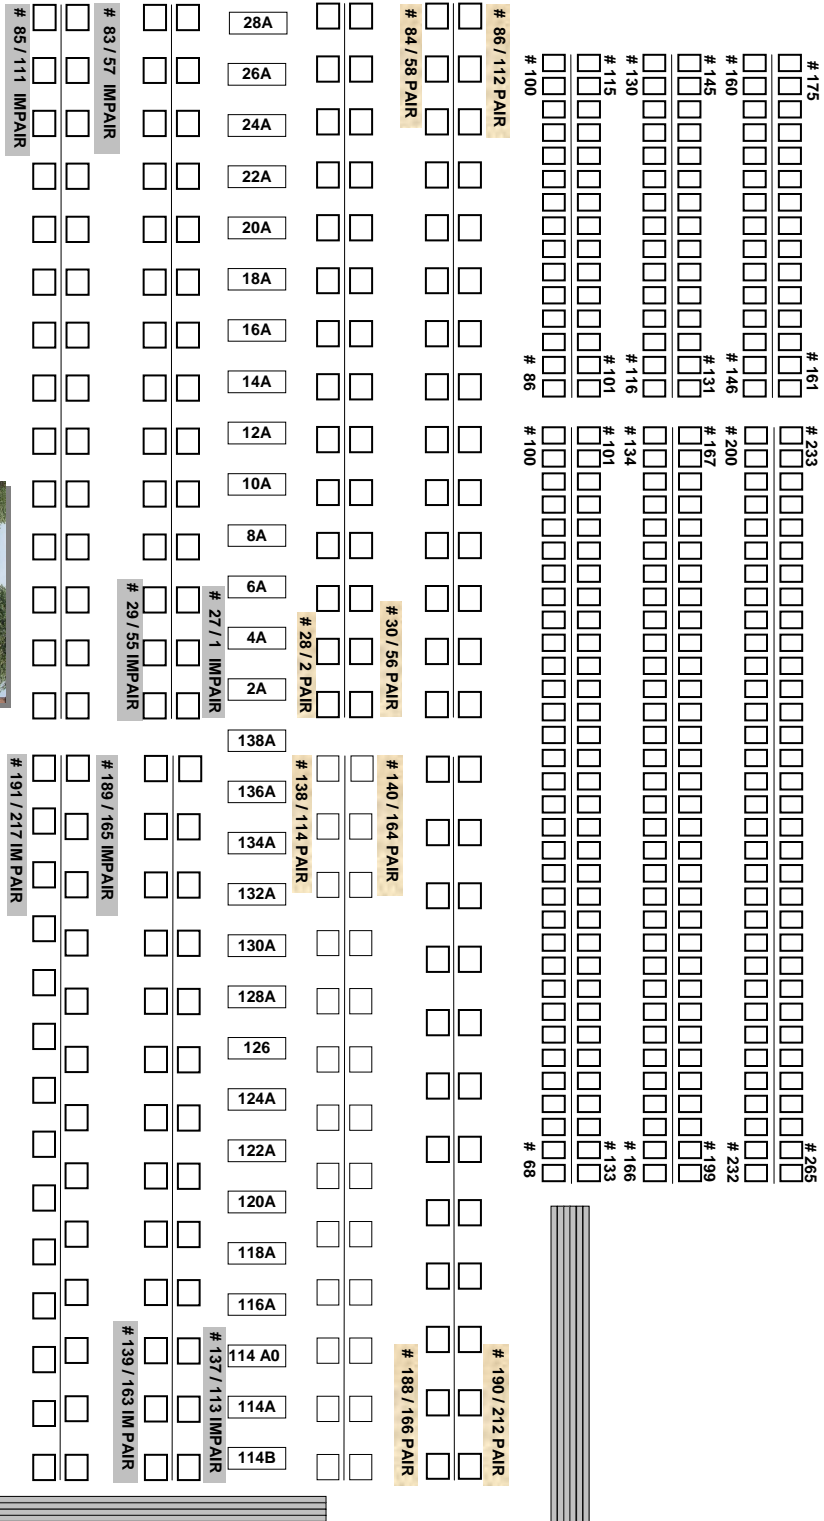 # 85 / 111 IMPAIR
# 83 / 57 IMPAIR
# 84 / 58 PAIR
# 86 / 112 PAIR
28A
26A
24A
22A
20A
18A
16A
14A
12A
10A
8A
6A
4A
2A
# 29 / 55 IMPAIR
# 27 / 1 IMPAIR
# 28 / 2 PAIR
# 30 / 56 PAIR
138A
136A
134A
132A
130A
128A
126
124A
122A
120A
118A
116A
114 A0
114A
114B
# 191 / 217 IM PAIR
# 189 / 165 IMPAIR
# 138 / 114 PAIR
# 140 / 164 PAIR
# 139 / 163 IM PAIR
# 137 / 113 IMPAIR
# 188 / 166 PAIR
# 190 / 212 PAIR
# 100
# 115
# 130
# 145
# 160
# 175
# 86
# 101
# 116
# 131
# 146
# 161
# 100
# 101
# 134
# 167
# 200
# 233
# 68
# 133
# 166
# 199
# 232
# 265